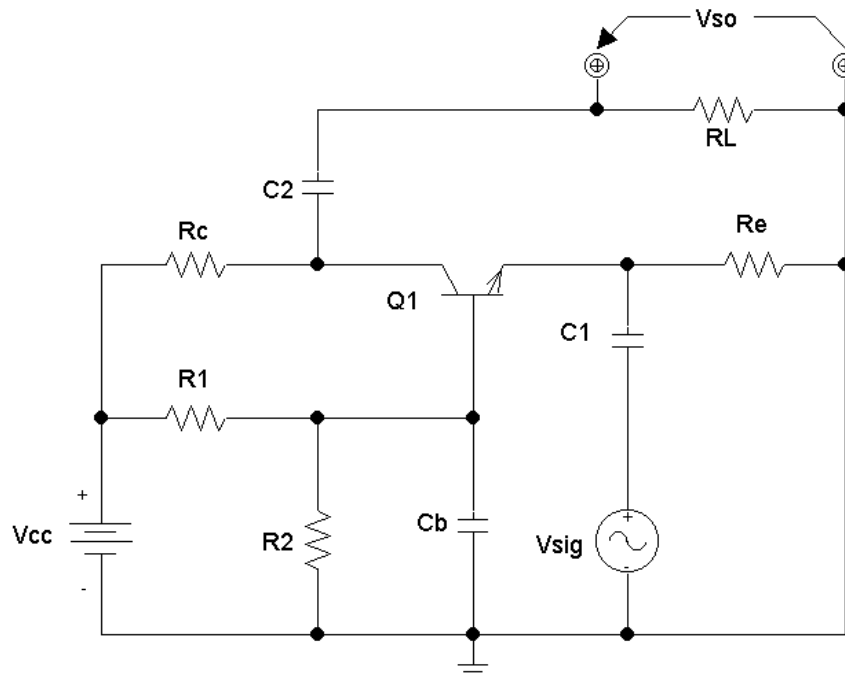 Vso
RL
C2
Rc
Re
Q1
C1
R1
+
Vcc
-
R2
Cb
Vsig
+
-